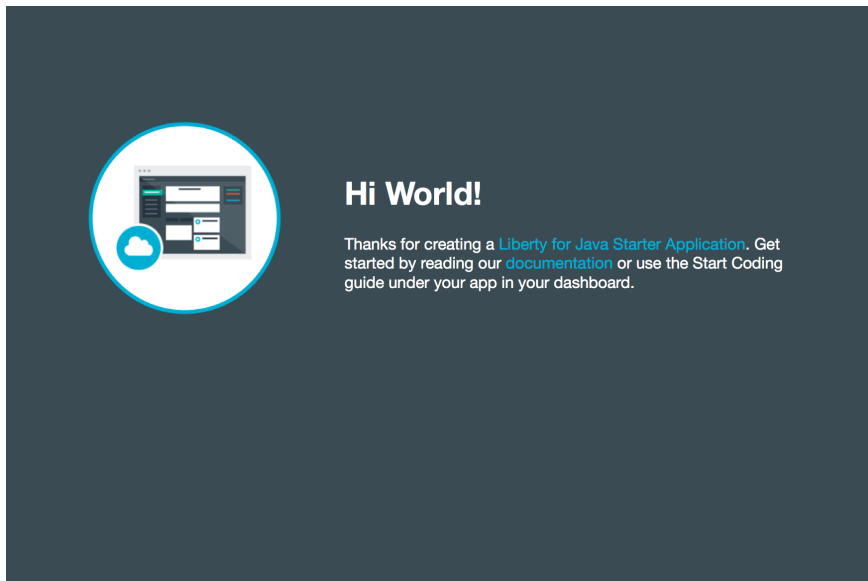 Hi World!
Thanks for creating a Liberty for Java Starter Application. Get
started by reading our documentation or use the Start Coding
guide under your app in your dashboard.